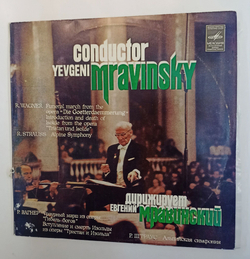 conductor
YEVGENI mravinsky
R. WAGNER Funeral march from the
opera «Die Goetterdaemmerung»
Introduction and death of
Isolde from the opera
"Tristan und Isolde"
R. STRAUSS Alpine Symphony
дирижирует
ЕВГЕНИЙ Мравинский
Р. ВАГНЕР Траурный марш из оперы
"Гибель богов"
Вступление и смерть Изольды
из оперы "Тристан и Изольда"
Р. ШТРАУС Альпийская симфония